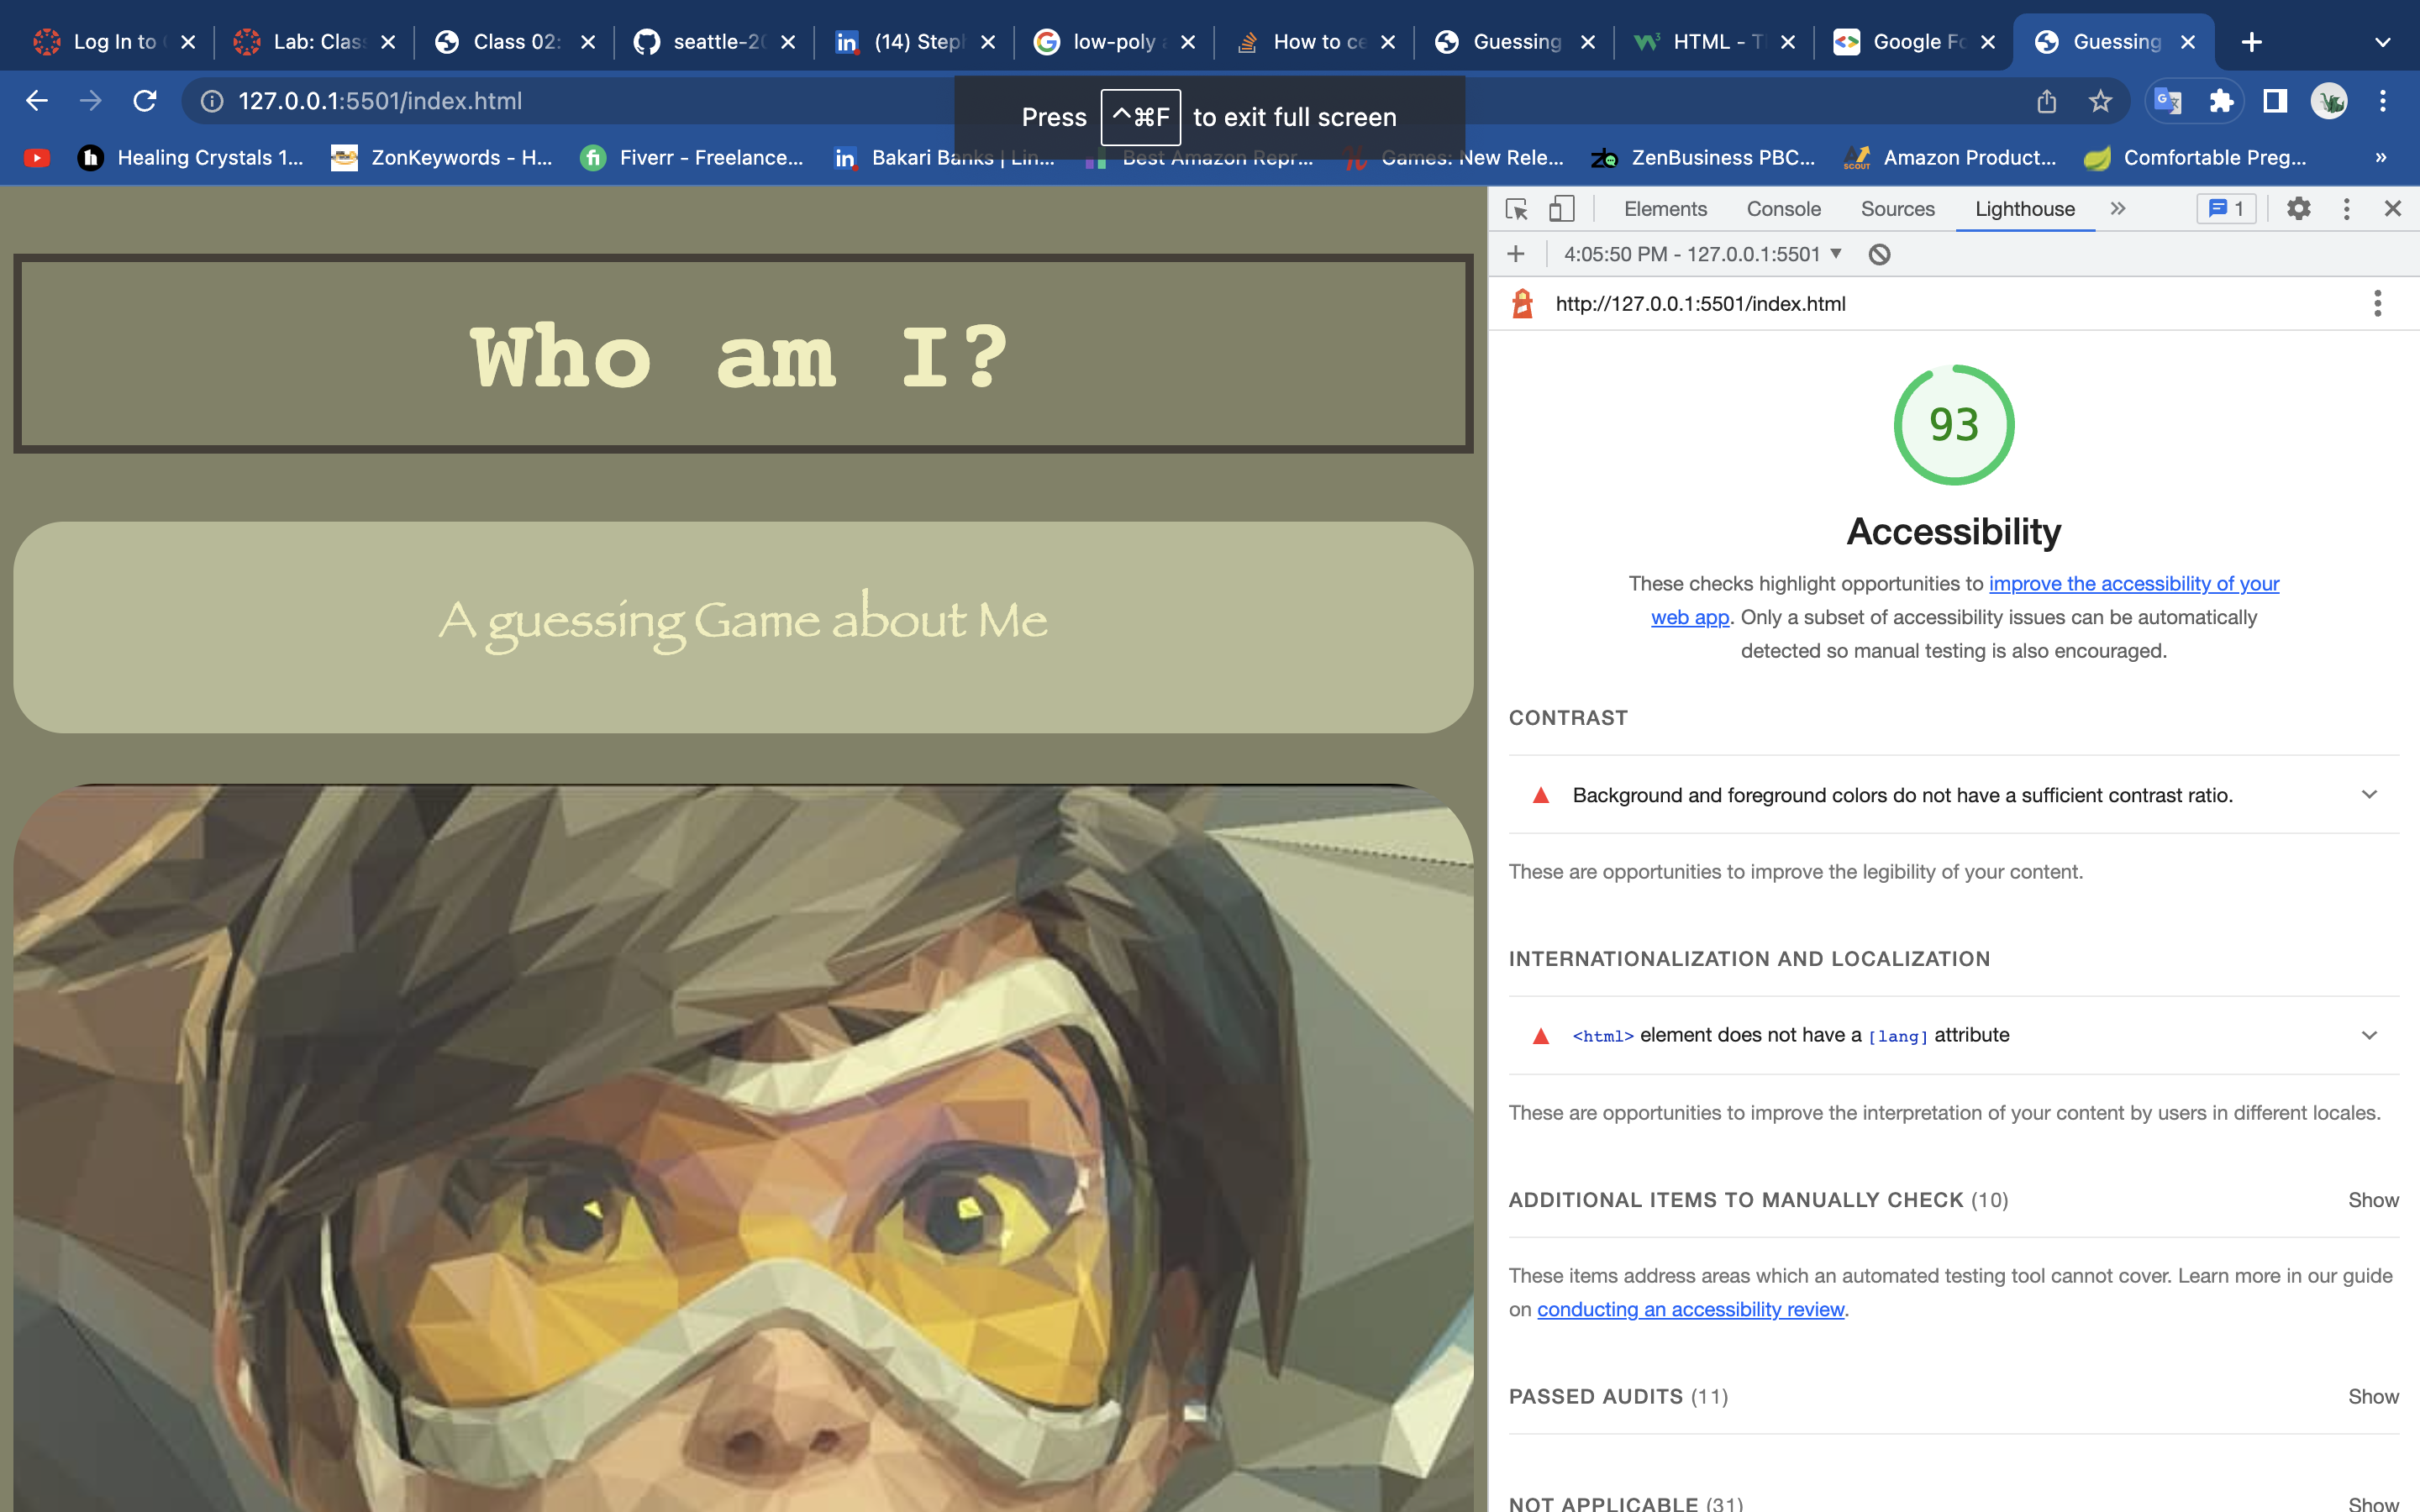 Log In to
Lab: Clas
Class 02:
seattle-20
(14) Step
low-poly
How to ce
Guessing
HTML - T
Google Fo
Guessing
127.0.0.1:5501/index.html
Press ^⌘F to exit full screen
Healing Crystals 1...
ZonKeywords - H...
Fiverr - Freelance...
Bakari Banks | Lin...
Best Amazon Repr...
Games: New Rele...
ZenBusiness PBC...
Amazon Product...
Comfortable Preg...
»
Who am I?
A guessing Game about Me
Elements
Console
Sources
Lighthouse
»
1
4:05:50 PM - 127.0.0.1:5501
http://127.0.0.1:5501/index.html
93
Accessibility
These checks highlight opportunities to improve the accessibility of your
web app. Only a subset of accessibility issues can be automatically
detected so manual testing is also encouraged.
CONTRAST
Background and foreground colors do not have a sufficient contrast ratio.
These are opportunities to improve the legibility of your content.
INTERNATIONALIZATION AND LOCALIZATION
<html> element does not have a [lang] attribute
These are opportunities to improve the interpretation of your content by users in different locales.
ADDITIONAL ITEMS TO MANUALLY CHECK (10)
Show
These items address areas which an automated testing tool cannot cover. Learn more in our guide
on conducting an accessibility review.
PASSED AUDITS (11)
Show
NOT APPLICABLE (31)
Show